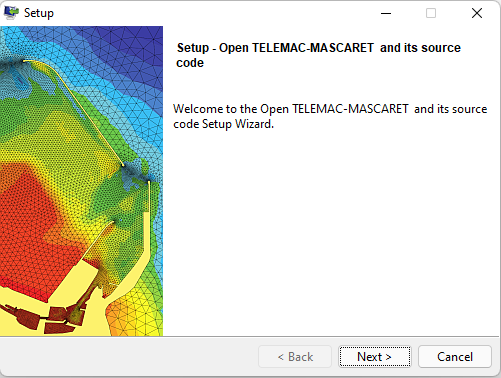 Setup
Setup - Open TELEMAC-MASCARET and its source
code
Welcome to the Open TELEMAC-MASCARET and its source
code Setup Wizard.
< Back
Next >
Cancel